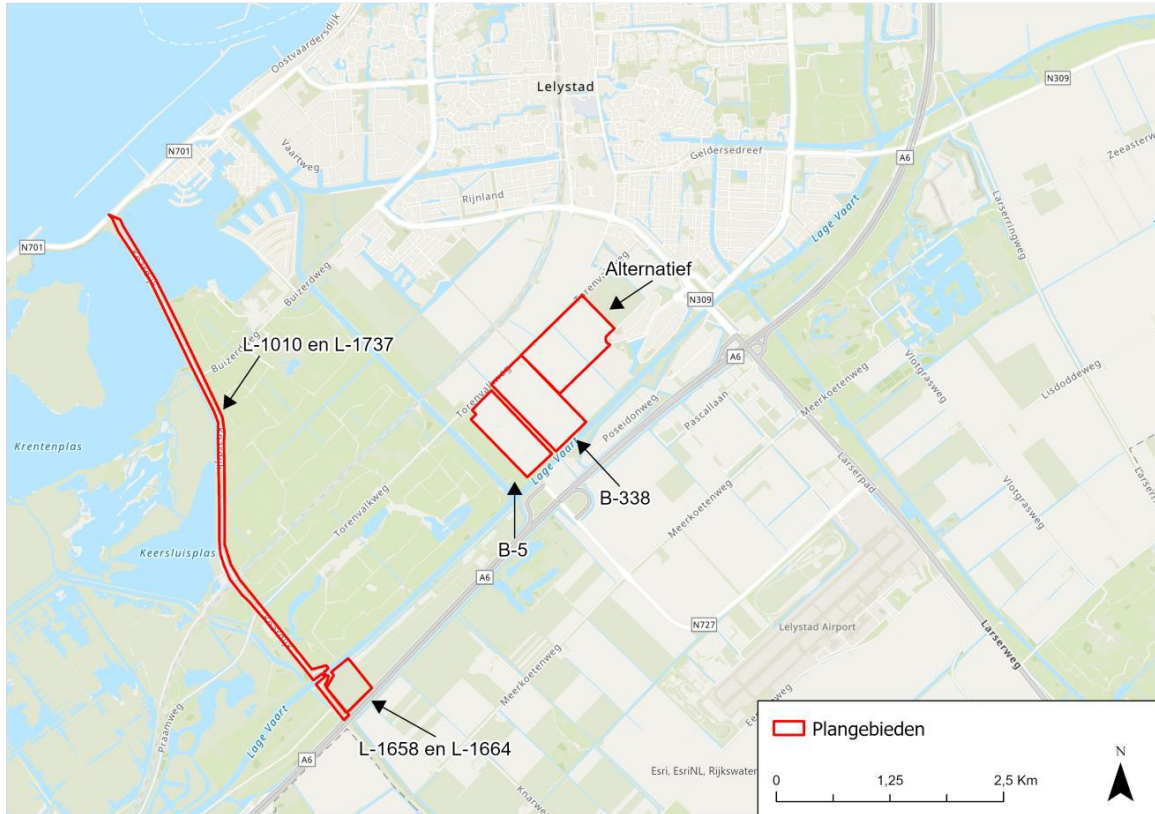 Oostvaardersdijk
Lelystad
N309
N701
Vaartweg
Geldersedreef
A6
Rijnland
Lage Vaart
Larserringweg
N701
Buizerdweg
Torenvalkweg
Alternatief
N309
Buizerdweg
L-1010 en L-1737
A6
Vlotgrasweg
Lisdoddeweg
Meerkoetenweg
Torenvalkweg
Poseidonweg
Pascallaan
Krentenplas
Lage Vaart
B-338
Larserpad
Vlotgrasweg
Torenvalkweg
Meerkoetenweg
B-5
Keersluisplas
A6
N727
Lelystad Airport
Larserweg
Meerkoetenweg
Praamweg
Lage Vaart
L-1658 en L-1664
A6
Knarweg
Plangebieden
Esri, EsriNL, Rijkswater
0 1,25 2,5 Km
N